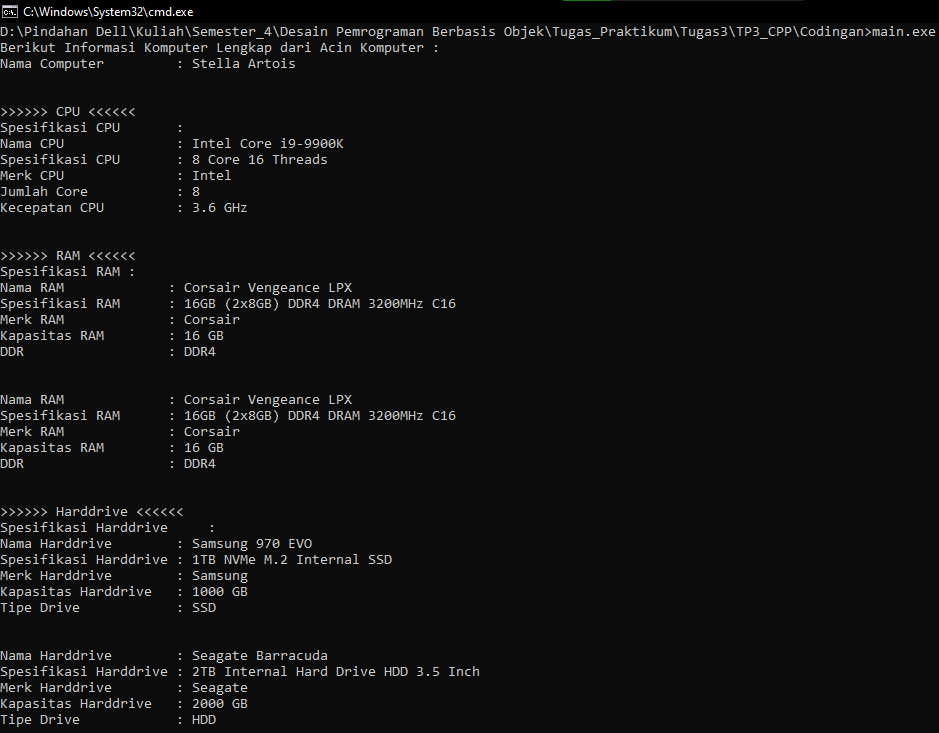 C:\Windows\System32\cmd.exe
D:\Pindahan Dell\Kuliah\Semester_4\Desain Pemrograman Berbasis Objek\Tugas_Praktikum\Tugas3\TP3_CPP\Codingan>main.exe
Berikut Informasi Komputer Lengkap dari Acin Komputer :
Nama Computer         : Stella Artois
>>>>>> CPU <<<<<<
Spesifikasi CPU       :
Nama CPU              : Intel Core i9-9900K
Spesifikasi CPU       : 8 Core 16 Threads
Merk CPU              : Intel
Jumlah Core           : 8
Kecepatan CPU         : 3.6 GHz
>>>>>> RAM <<<<<<
Spesifikasi RAM :
Nama RAM             : Corsair Vengeance LPX
Spesifikasi RAM      : 16GB (2x8GB) DDR4 DRAM 3200MHz C16
Merk RAM             : Corsair
Kapasitas RAM        : 16 GB
DDR                  : DDR4
Nama RAM             : Corsair Vengeance LPX
Spesifikasi RAM      : 16GB (2x8GB) DDR4 DRAM 3200MHz C16
Merk RAM             : Corsair
Kapasitas RAM        : 16 GB
DDR                  : DDR4
>>>>>> Harddrive <<<<<<
Spesifikasi Harddrive     :
Nama Harddrive        : Samsung 970 EVO
Spesifikasi Harddrive : 1TB NVMe M.2 Internal SSD
Merk Harddrive        : Samsung
Kapasitas Harddrive   : 1000 GB
Tipe Drive            : SSD
Nama Harddrive        : Seagate Barracuda
Spesifikasi Harddrive : 2TB Internal Hard Drive HDD 3.5 Inch
Merk Harddrive        : Seagate
Kapasitas Harddrive   : 2000 GB
Tipe Drive            : HDD